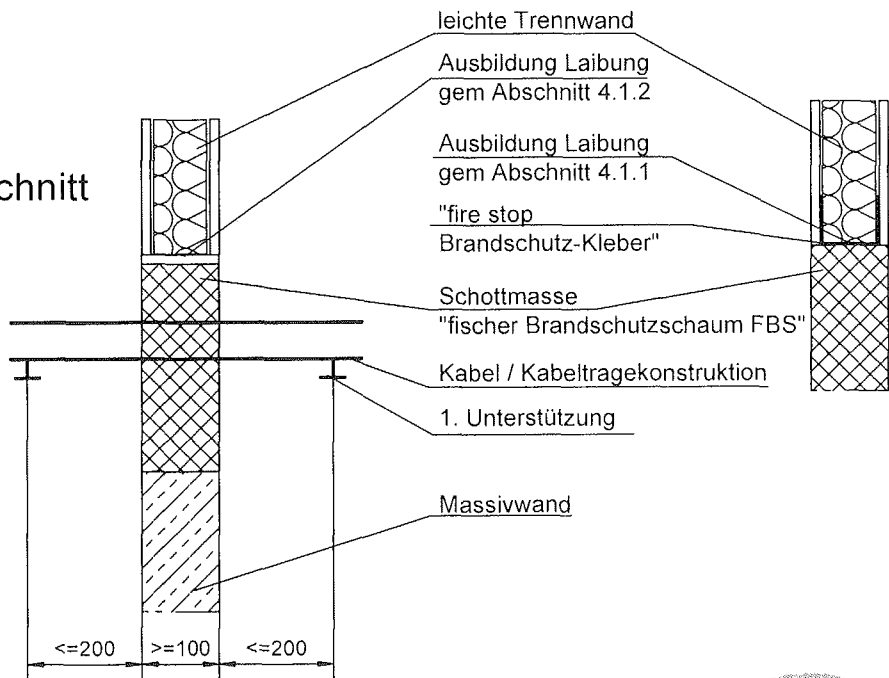 leichte Trennwand
Ausbildung Laibung
gem Abschnitt 4.1.2
chnitt
Ausbildung Laibung
gem Abschnitt 4.1.1
"fire stop
Brandschutz-Kleber"
Schottmasse
"fischer Brandschutzschaum FBS"
Kabel / Kabeltragekonstruktion
1. Unterstützung
Massivwand
<=200 >=100 <=200